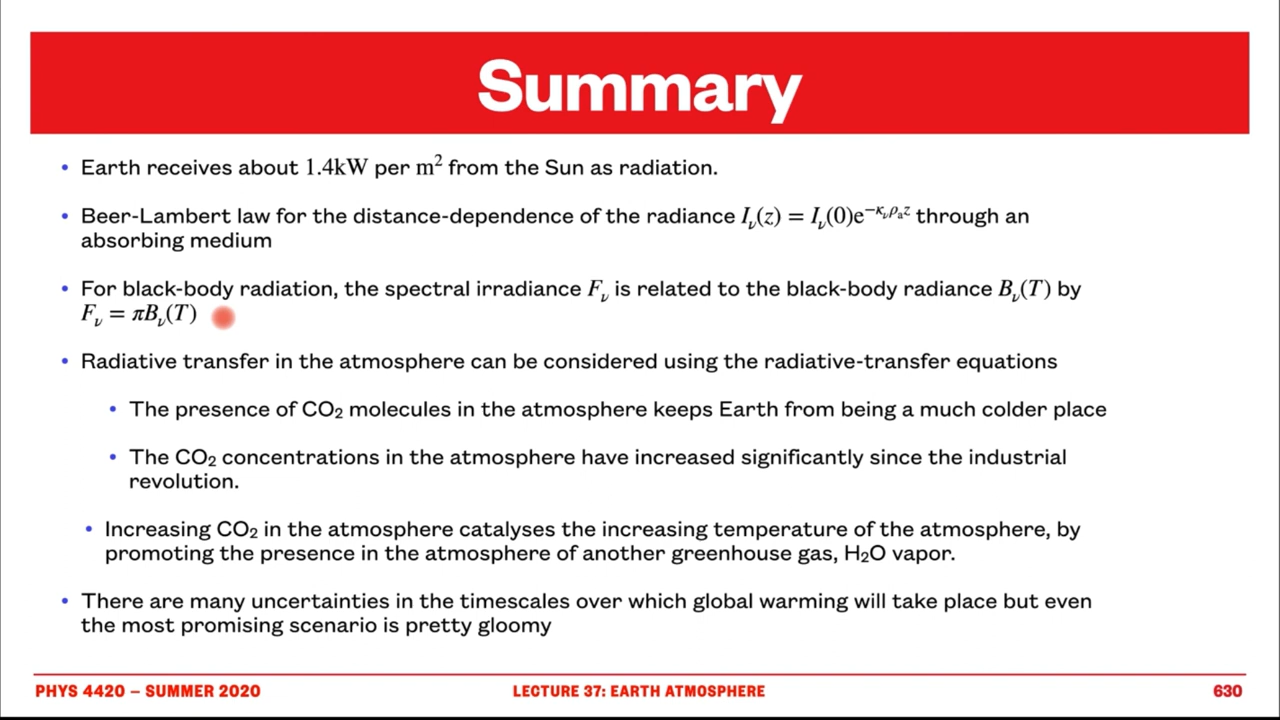 Summary
• Earth receives about 1.4kW per m² from the Sun as radiation.
• Beer-Lambert law for the distance-dependence of the radiance I_ν(z) = I_ν(0)e^{−κ_νρ_a z} through an
absorbing medium
• For black-body radiation, the spectral irradiance F_ν is related to the black-body radiance B_ν(T) by
F_ν = πB_ν(T)
• Radiative transfer in the atmosphere can be considered using the radiative-transfer equations
• The presence of CO₂ molecules in the atmosphere keeps Earth from being a much colder place
• The CO₂ concentrations in the atmosphere have increased significantly since the industrial
revolution.
• Increasing CO₂ in the atmosphere catalyses the increasing temperature of the atmosphere, by
promoting the presence in the atmosphere of another greenhouse gas, H₂O vapor.
• There are many uncertainties in the timescales over which global warming will take place but even
the most promising scenario is pretty gloomy
PHYS 4420 – SUMMER 2020
LECTURE 37: EARTH ATMOSPHERE
630